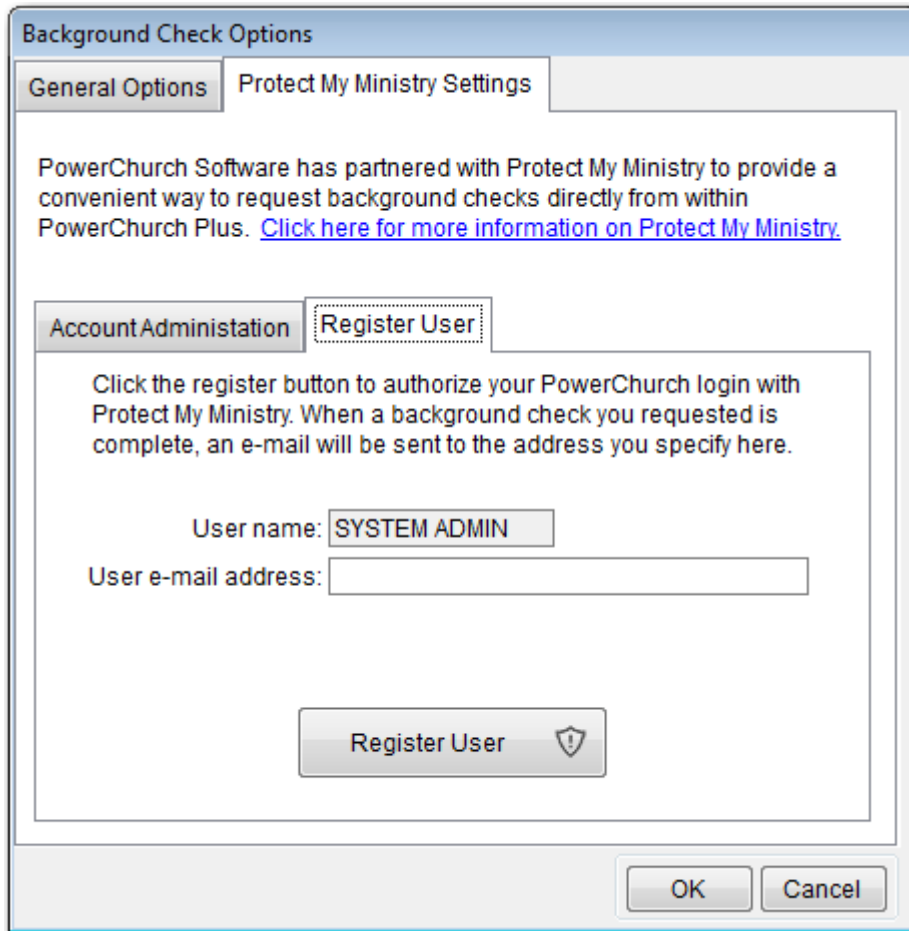 Background Check Options
General Options
Protect My Ministry Settings
PowerChurch Software has partnered with Protect My Ministry to provide a
convenient way to request background checks directly from within
PowerChurch Plus. Click here for more information on Protect My Ministry.
Account Administation
Register User
Click the register button to authorize your PowerChurch login with
Protect My Ministry. When a background check you requested is
complete, an e-mail will be sent to the address you specify here.
User name: SYSTEM ADMIN
User e-mail address:
Register User
OK
Cancel